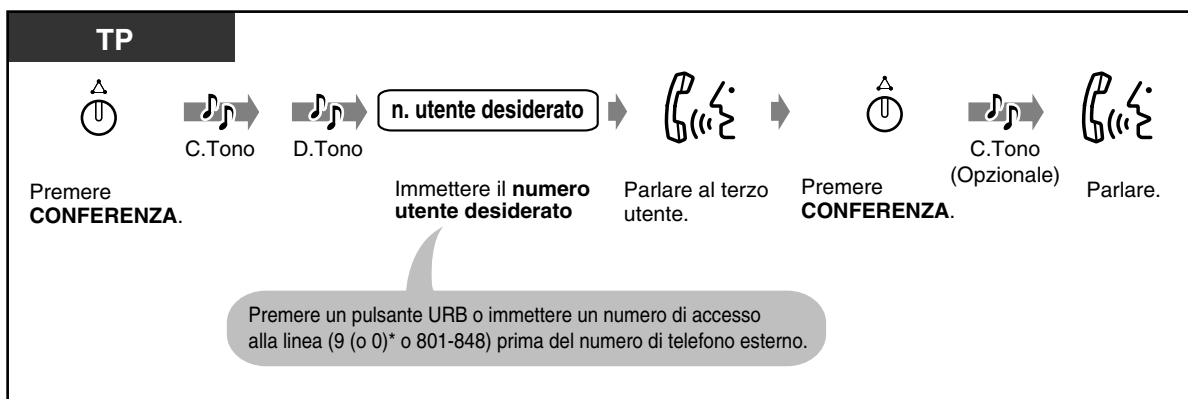 TP
n. utente desiderato
C.Tono
D.Tono
C.Tono
(Opzionale)
Premere
CONFERENZA.
Immettere il numero
utente desiderato
Parlare al terzo
utente.
Premere
CONFERENZA.
Parlare.
Premere un pulsante URB o immettere un numero di accesso
alla linea (9 (o 0)* o 801-848) prima del numero di telefono esterno.